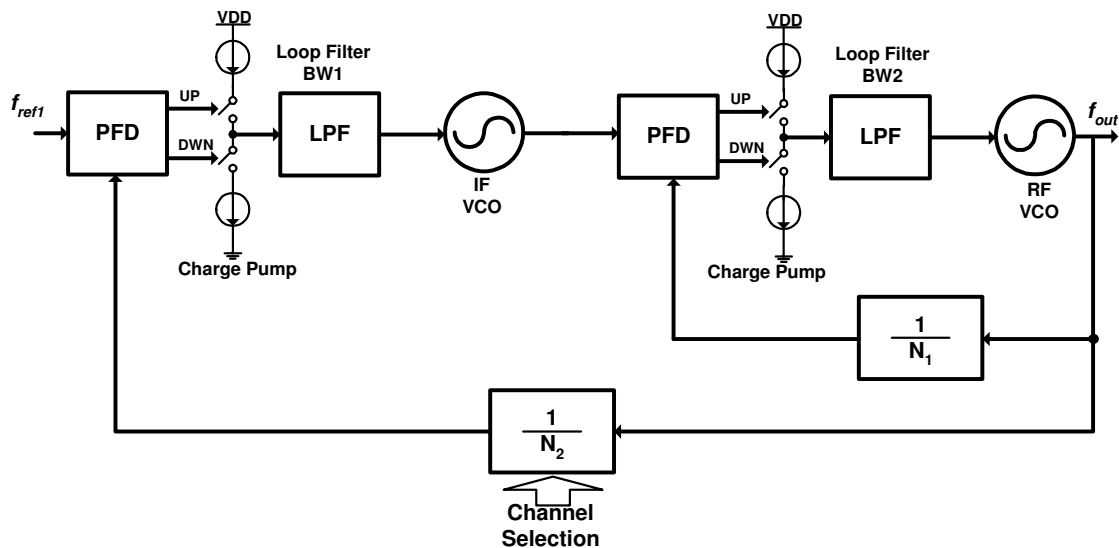 VDD
Loop Filter
BW1
f_ref1
PFD
UP
DWN
LPF
IF
VCO
Charge Pump
VDD
Loop Filter
BW2
PFD
UP
DWN
LPF
RF
VCO
f_out
Charge Pump
1
N_1
1
N_2
Channel
Selection